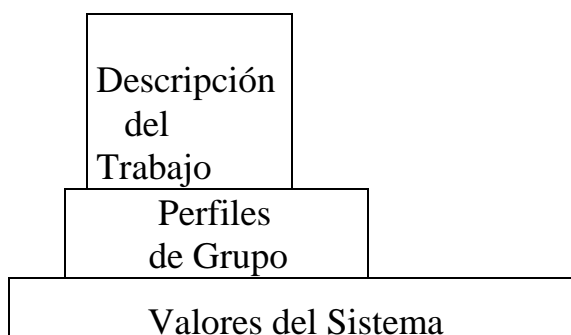 Descripción
del
Trabajo
Perfiles
de Grupo
Valores del Sistema